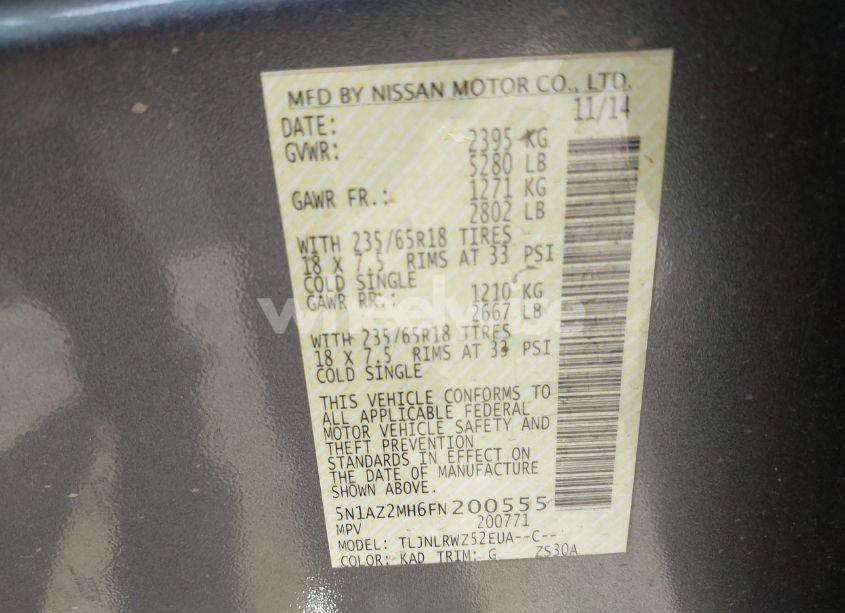 MFD BY NISSAN MOTOR CO., LTD.
DATE: 11/14
GVWR: 2395 KG
5280 LB
GAWR FR.: 1271 KG
2802 LB
WITH 235/65R18 TIRES
18 X 7.5 RIMS AT 33 PSI
COLD SINGLE
GAWR RR.: 1210 KG
2667 LB
WITH 235/65R18 TIRES
18 X 7.5 RIMS AT 33 PSI
COLD SINGLE
THIS VEHICLE CONFORMS TO
ALL APPLICABLE FEDERAL
MOTOR VEHICLE SAFETY AND
THEFT PREVENTION
STANDARDS IN EFFECT ON
THE DATE OF MANUFACTURE
SHOWN ABOVE.
5N1AZ2MH6FN200555
MPV 200771
MODEL: TLJNLRWZ52EUA--C--
COLOR: KAD TRIM: G ZS30A